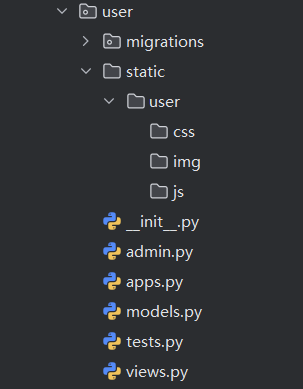 user
migrations
static
user
css
img
js
__init__.py
admin.py
apps.py
models.py
tests.py
views.py